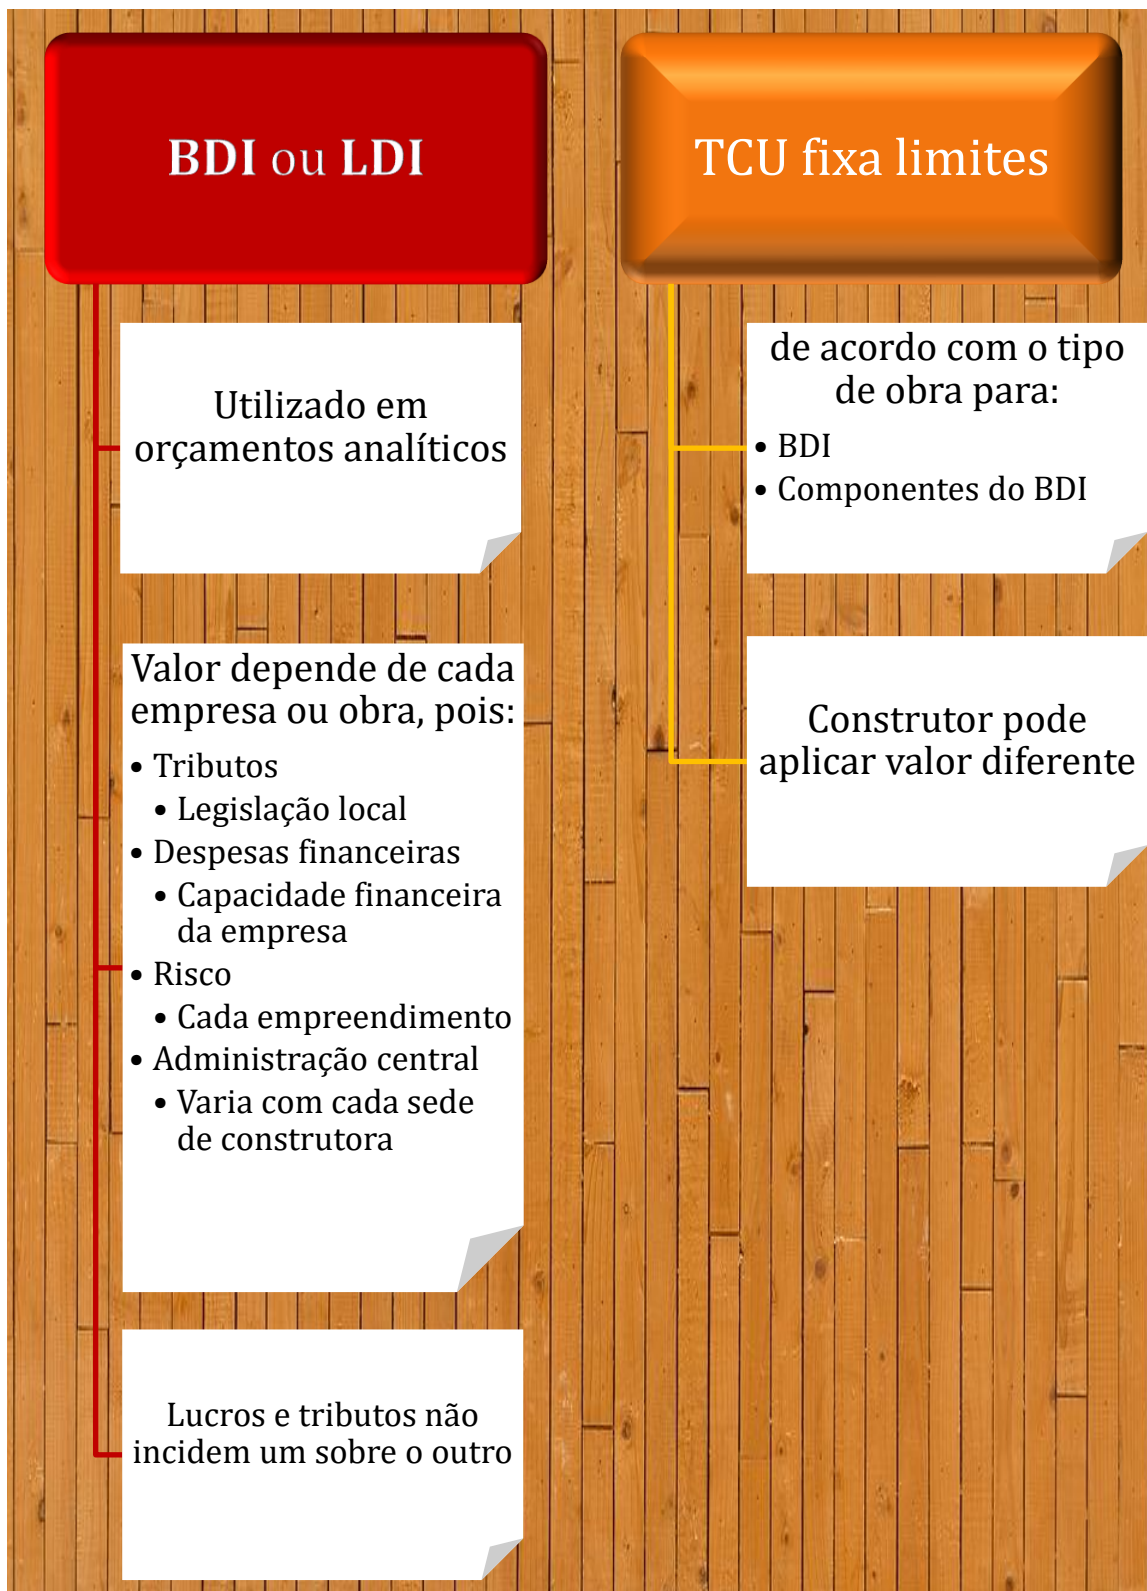 BDI ou LDI
Utilizado em
orçamentos analíticos
Valor depende de cada
empresa ou obra, pois:
• Tributos
• Legislação local
• Despesas financeiras
• Capacidade financeira
da empresa
• Risco
• Cada empreendimento
• Administração central
• Varia com cada sede
de construtora
Lucros e tributos não
incidem um sobre o outro
TCU fixa limites
de acordo com o tipo
de obra para:
• BDI
• Componentes do BDI
Construtor pode
aplicar valor diferente